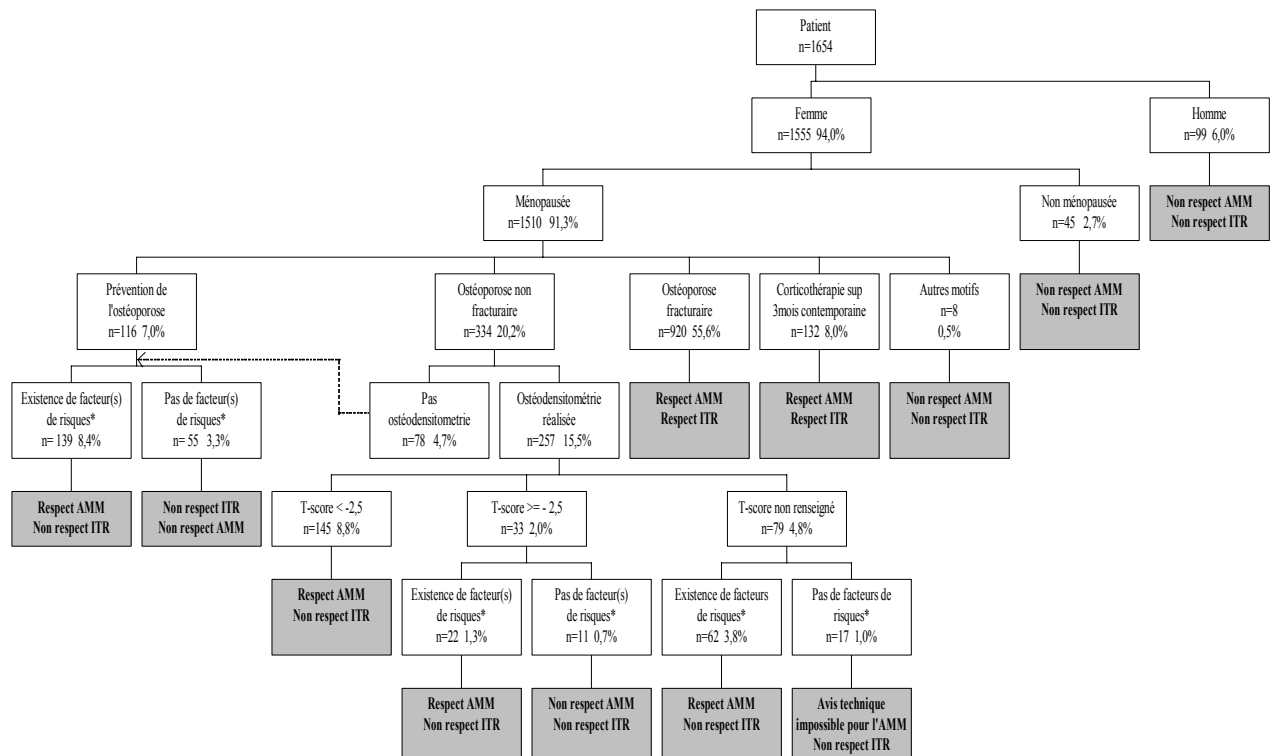 Patient
n=1654
Femme
n=1555 94,0%
Homme
n=99 6,0%
Non respect AMM
Non respect ITR
Ménopausée
n=1510 91,3%
Non ménopausée
n=45 2,7%
Non respect AMM
Non respect ITR
Prévention de
l'ostéoporose
n=116 7,0%
Ostéoporose non
fracturaire
n=334 20,2%
Ostéoporose
fracturaire
n=920 55,6%
Corticothérapie sup
3mois contemporaine
n=132 8,0%
Autres motifs
n=8
0,5%
Existence de facteur(s)
de risques*
n= 139 8,4%
Pas de facteur(s)
de risques*
n= 55 3,3%
Pas
ostéodensitometrie
n=78 4,7%
Ostéodensitométrie
réalisée
n=257 15,5%
Respect AMM
Respect ITR
Respect AMM
Respect ITR
Non respect AMM
Non respect ITR
Respect AMM
Non respect ITR
Non respect ITR
Non respect AMM
T-score < -2,5
n=145 8,8%
T-score >= - 2,5
n=33 2,0%
T-score non renseigné
n=79 4,8%
Respect AMM
Non respect ITR
Existence de facteur(s)
de risques*
n=22 1,3%
Pas de facteur(s)
de risques*
n=11 0,7%
Existence de facteurs
de risques*
n=62 3,8%
Pas de facteurs de
risques*
n=17 1,0%
Respect AMM
Non respect ITR
Non respect AMM
Non respect ITR
Respect AMM
Non respect ITR
Avis technique
impossible pour l'AMM
Non respect ITR